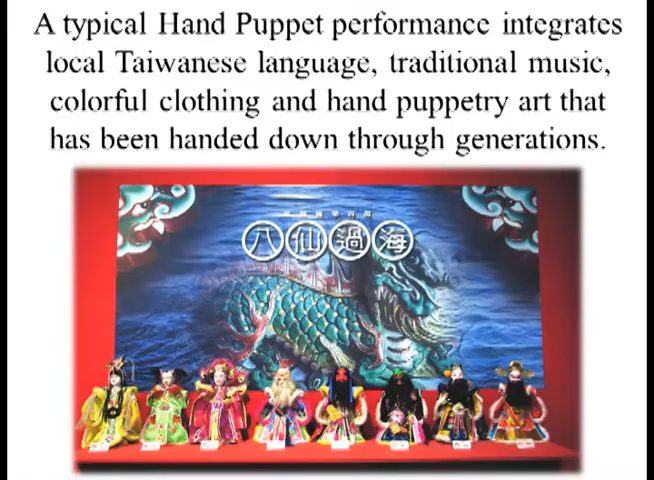 A typical Hand Puppet performance integrates
local Taiwanese language, traditional music,
colorful clothing and hand puppetry art that
has been handed down through generations.
八仙過海